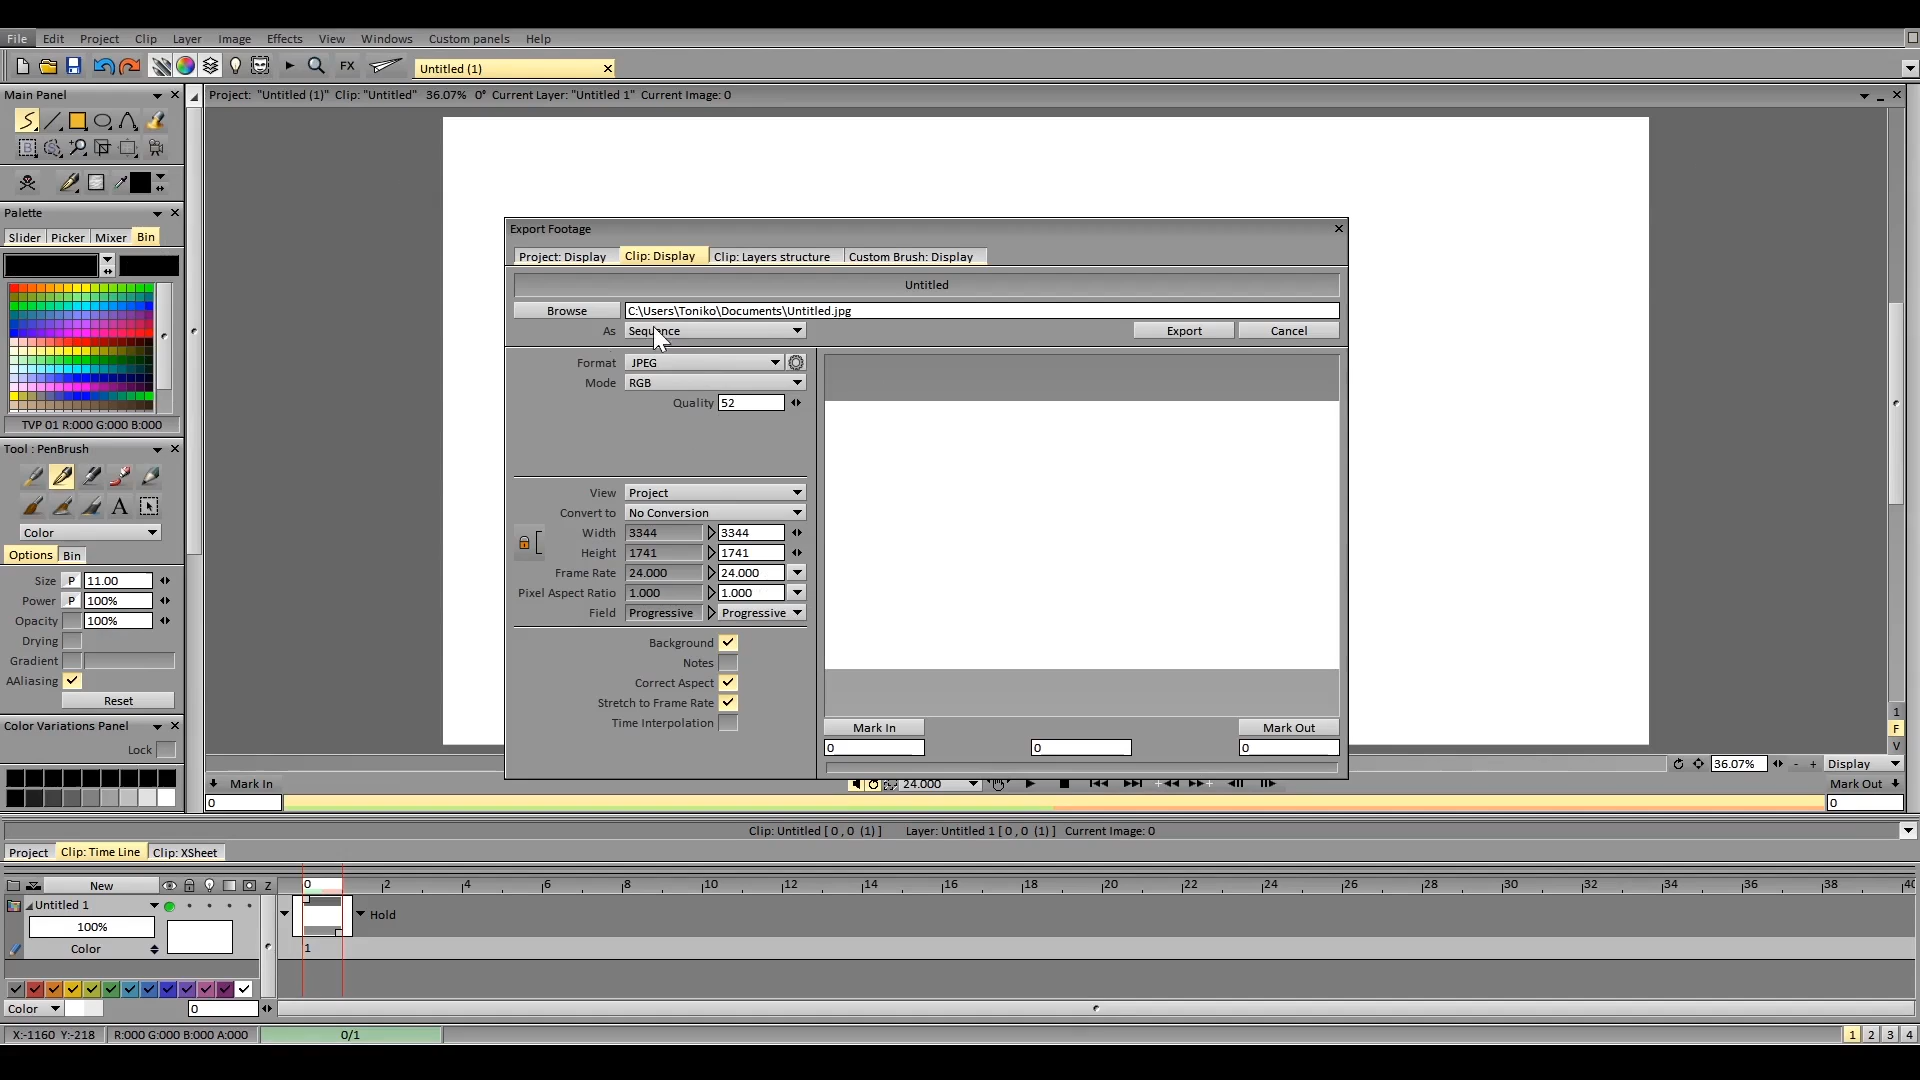 File Edit Project Clip Layer Image Effects View Windows Custom panels Help
FX Untitled (1)
Main Panel
Project: "Untitled (1)" Clip: "Untitled" 36.07% 0° Current Layer: "Untitled 1" Current Image: 0
Palette
Slider Picker Mixer Bin
TVP 01 R:000 G:000 B:000
Tool : PenBrush
A
Color
Options Bin
Size P 11.00
Power P 100%
Opacity 100%
Drying
Gradient
AAliasing
Reset
Color Variations Panel
Lock
Export Footage
Project: Display Clip: Display Clip: Layers structure Custom Brush: Display
Untitled
Browse C:\Users\Toniko\Documents\Untitled.jpg
As Sequence Export Cancel
Format JPEG
Mode RGB
Quality 52
View Project
Convert to No Conversion
Width 3344 3344
Height 1741 1741
Frame Rate 24.000 24.000
Pixel Aspect Ratio 1.000 1.000
Field Progressive Progressive
Background
Notes
Correct Aspect
Stretch to Frame Rate
Time Interpolation
Mark In Mark Out
0 0 0
1
F
V
36.07% - + Display
Mark In 24.000 Mark Out
0 0
Clip: Untitled [ 0 , 0 (1) ] Layer: Untitled 1 [ 0 , 0 (1) ] Current Image: 0
Project Clip: Time Line Clip: XSheet
New Z 0 2 4 6 8 10 12 14 16 18 20 22 24 26 28 30 32 34 36 38 40
Untitled 1 Hold
100%
Color 1
Color 0
X:-1160 Y:-218 R:000 G:000 B:000 A:000 0/1 1 2 3 4